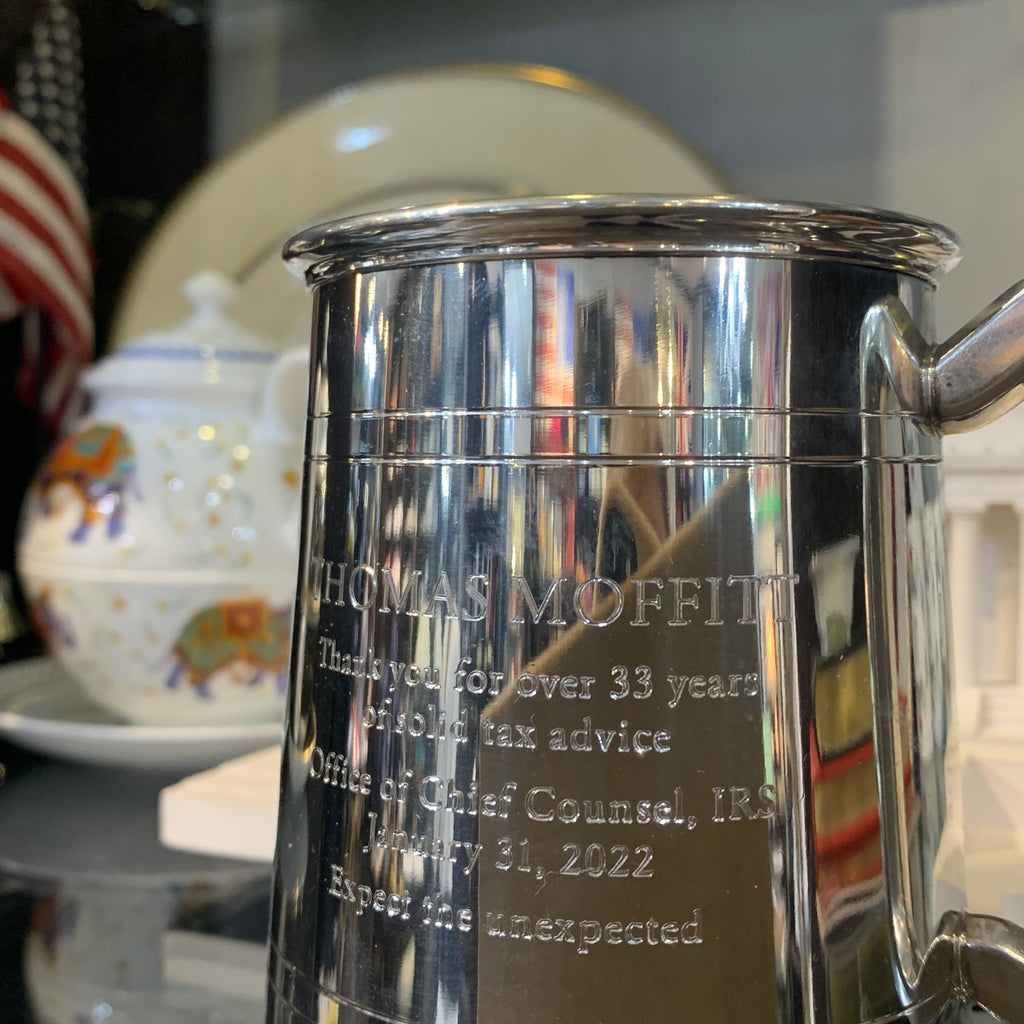 THOMAS MOFFITT
Thank you for over 33 years
of solid tax advice
Office of Chief Counsel, IRS
January 31, 2022
Expect the unexpected